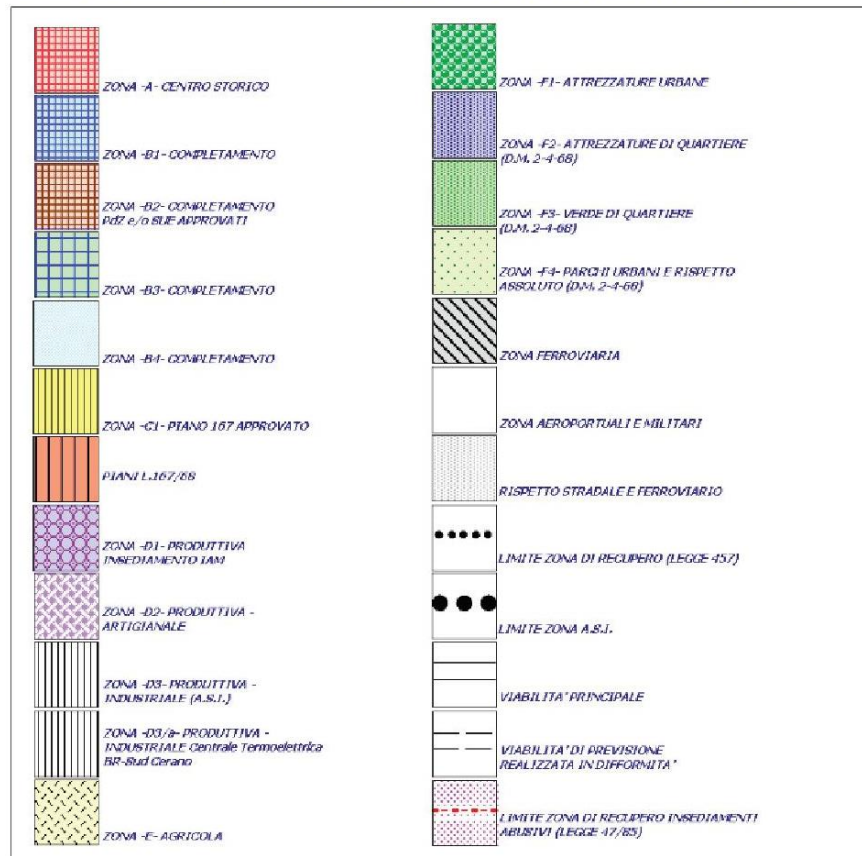 ZONA -A- CENTRO STORICO
ZONA -B1- COMPLETAMENTO
ZONA -B2- COMPLETAMENTO
PdZ e/o SUE APPROVATI
ZONA -B3- COMPLETAMENTO
ZONA -B4- COMPLETAMENTO
ZONA -C1- PIANO 167 APPROVATO
PIANI L.167/68
ZONA -D1- PRODUTTIVA
INSEDIAMENTO IAM
ZONA -D2- PRODUTTIVA -
ARTIGIANALE
ZONA -D3- PRODUTTIVA -
INDUSTRIALE (A.S.I.)
ZONA -D3/a- PRODUTTIVA -
INDUSTRIALE Centrale Termoelettrica
BR-Sud Cerano
ZONA -E- AGRICOLA
ZONA -F1- ATTREZZATURE URBANE
ZONA -F2- ATTREZZATURE DI QUARTIERE
(D.M. 2-4-68)
ZONA -F3- VERDE DI QUARTIERE
(D.M. 2-4-68)
ZONA -F4- PARCHI URBANI E RISPETTO
ASSOLUTO (D.M. 2-4-68)
ZONA FERROVIARIA
ZONA AEROPORTUALI E MILITARI
RISPETTO STRADALE E FERROVIARIO
LIMITE ZONA DI RECUPERO (LEGGE 457)
LIMITE ZONA A.S.I.
VIABILITA' PRINCIPALE
VIABILITA' DI PREVISIONE
REALIZZATA IN DIFFORMITA'
LIMITE ZONA DI RECUPERO INSEDIAMENTI
ABUSIVI (LEGGE 47/85)